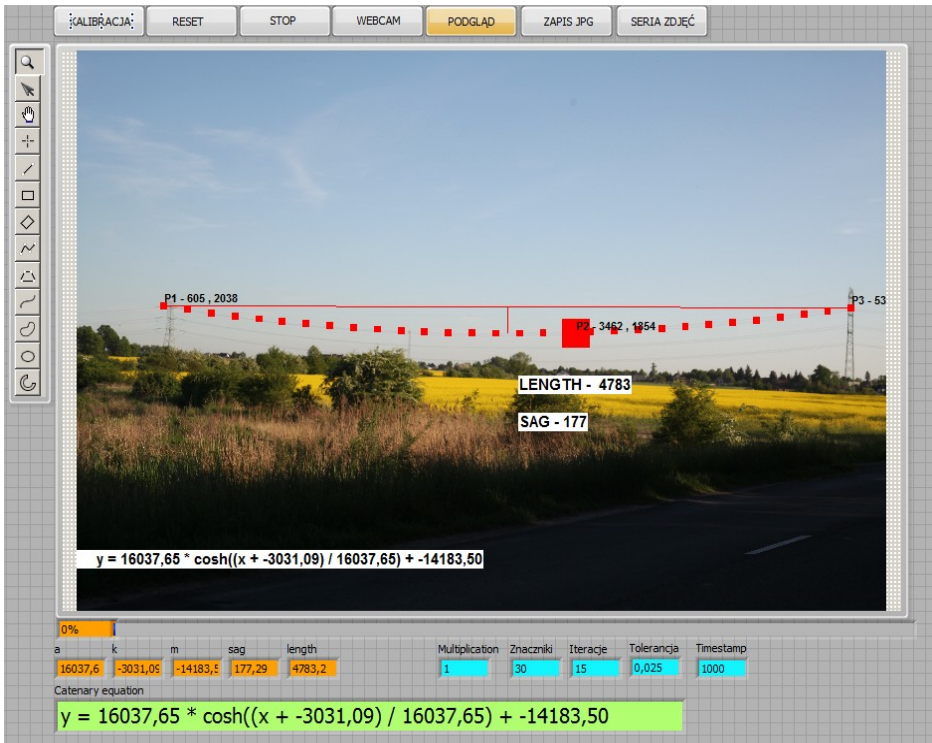 KALIBRACJA RESET STOP WEBCAM PODGLĄD ZAPIS JPG SERIA ZDJĘĆ
P1 - 605 , 2038
P3 - 53
P2 - 3462 , 1854
LENGTH - 4783
SAG - 177
y = 16037,65 * cosh((x + -3031,09) / 16037,65) + -14183,50
0%
a k m sag length Multiplication Znaczniki Iteracje Tolerancja Timestamp
16037,6 -3031,09 -14183,5 177,29 4783,2 1 30 15 0,025 1000
Catenary equation
y = 16037,65 * cosh((x + -3031,09) / 16037,65) + -14183,50